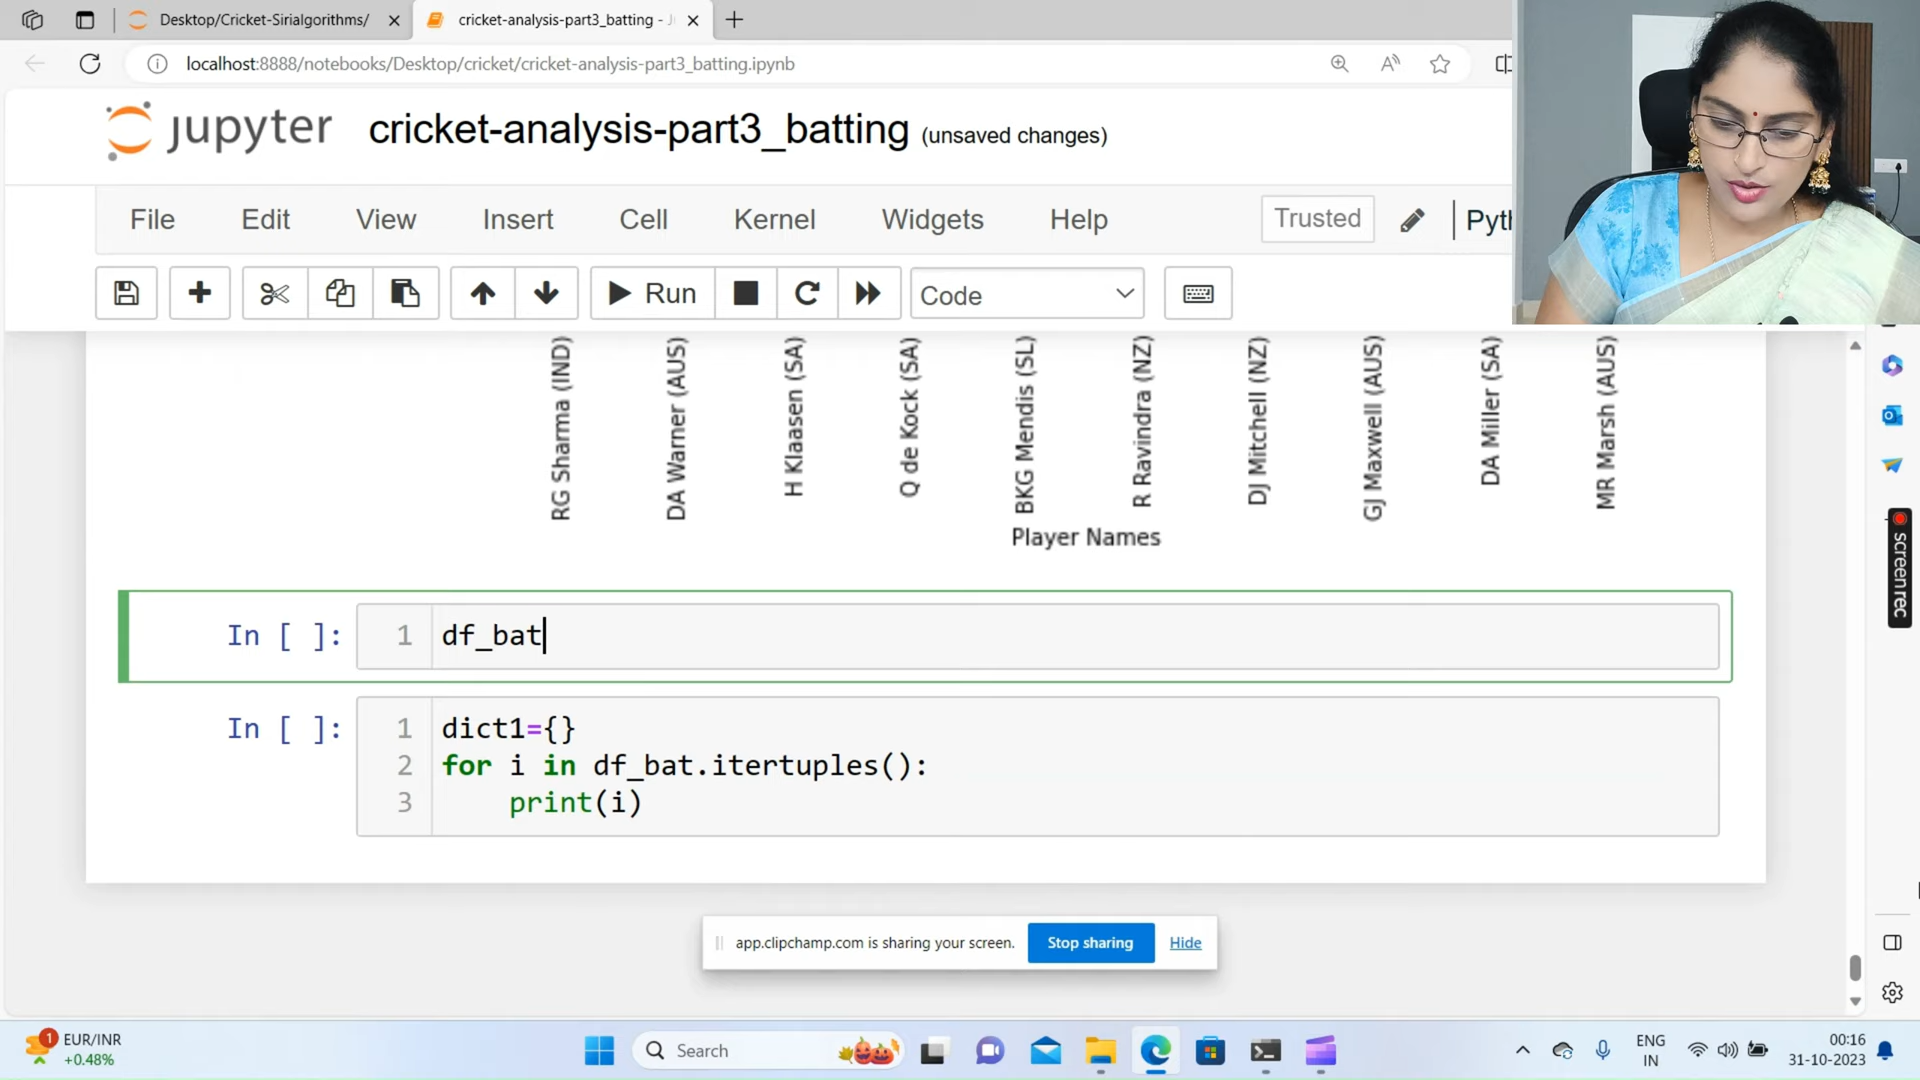 Desktop/Cricket-Sirialgorithms/
cricket-analysis-part3_batting - J
localhost:8888/notebooks/Desktop/cricket/cricket-analysis-part3_batting.ipynb
jupyter cricket-analysis-part3_batting (unsaved changes)
File Edit View Insert Cell Kernel Widgets Help Trusted Pyth
Run Code
RG Sharma (IND)
DA Warner (AUS)
H Klaasen (SA)
Q de Kock (SA)
BKG Mendis (SL)
R Ravindra (NZ)
DJ Mitchell (NZ)
GJ Maxwell (AUS)
DA Miller (SA)
MR Marsh (AUS)
Player Names
In [ ]: 1 df_bat
In [ ]: 1 dict1={}
2 for i in df_bat.itertuples():
3 print(i)
screenrec
app.clipchamp.com is sharing your screen. Stop sharing Hide
1 EUR/INR
+0.48%
Search
ENG
IN
00:16
31-10-2023